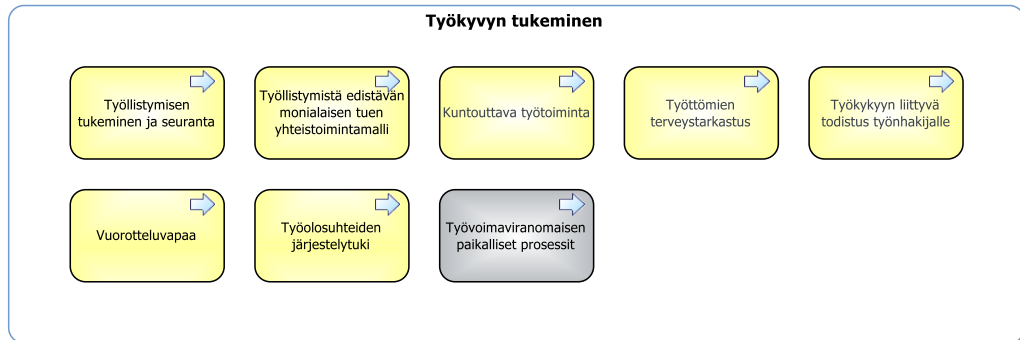 Työkyvyn tukeminen
Työllistymisen
tukeminen ja seuranta
Työllistymistä edistävän
monialaisen tuen
yhteistoimintamalli
Kuntouttava työtoiminta
Työttömien
terveystarkastus
Työkykyyn liittyvä
todistus työnhakijalle
Vuorotteluvapaa
Työolosuhteiden
järjestelytuki
Työvoimaviranomaisen
paikalliset prosessit